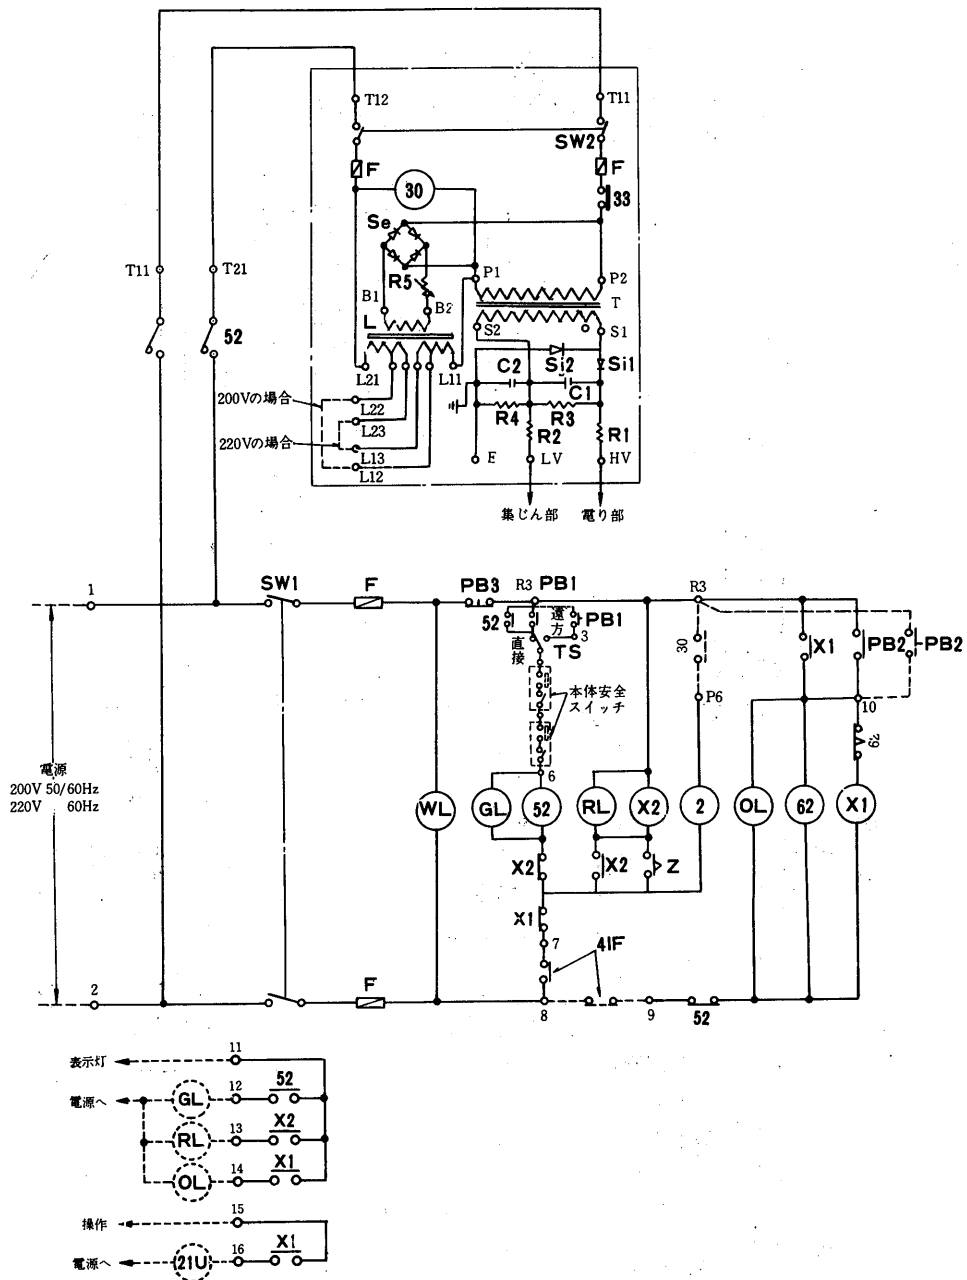 T12
T11
SW2
F
F
30
33
Se
T11
T21
R5
P1
P2
B1
B2
T
L
S2
S1
52
Si2
Si1
L21
L11
C2
C1
200Vの場合
L22
R4
R3
L23
R2
R1
220Vの場合
L13
E
LV
HV
L12
集じん部
電り部
1
SW1
F
PB3
R3
PB1
R3
52
遠方
PB1
3
直接
TS
30
X1
PB2
PB2
本体安全
スイッチ
P6
10
62
電源
200V 50/60Hz
220V 60Hz
6
WL
GL
52
RL
X2
2
OL
62
X1
X2
X2
Z
X1
7
41F
2
F
8
9
52
表示灯
11
電源へ
GL
12
52
RL
13
X2
OL
14
X1
操作
15
電源へ
21U
16
X1